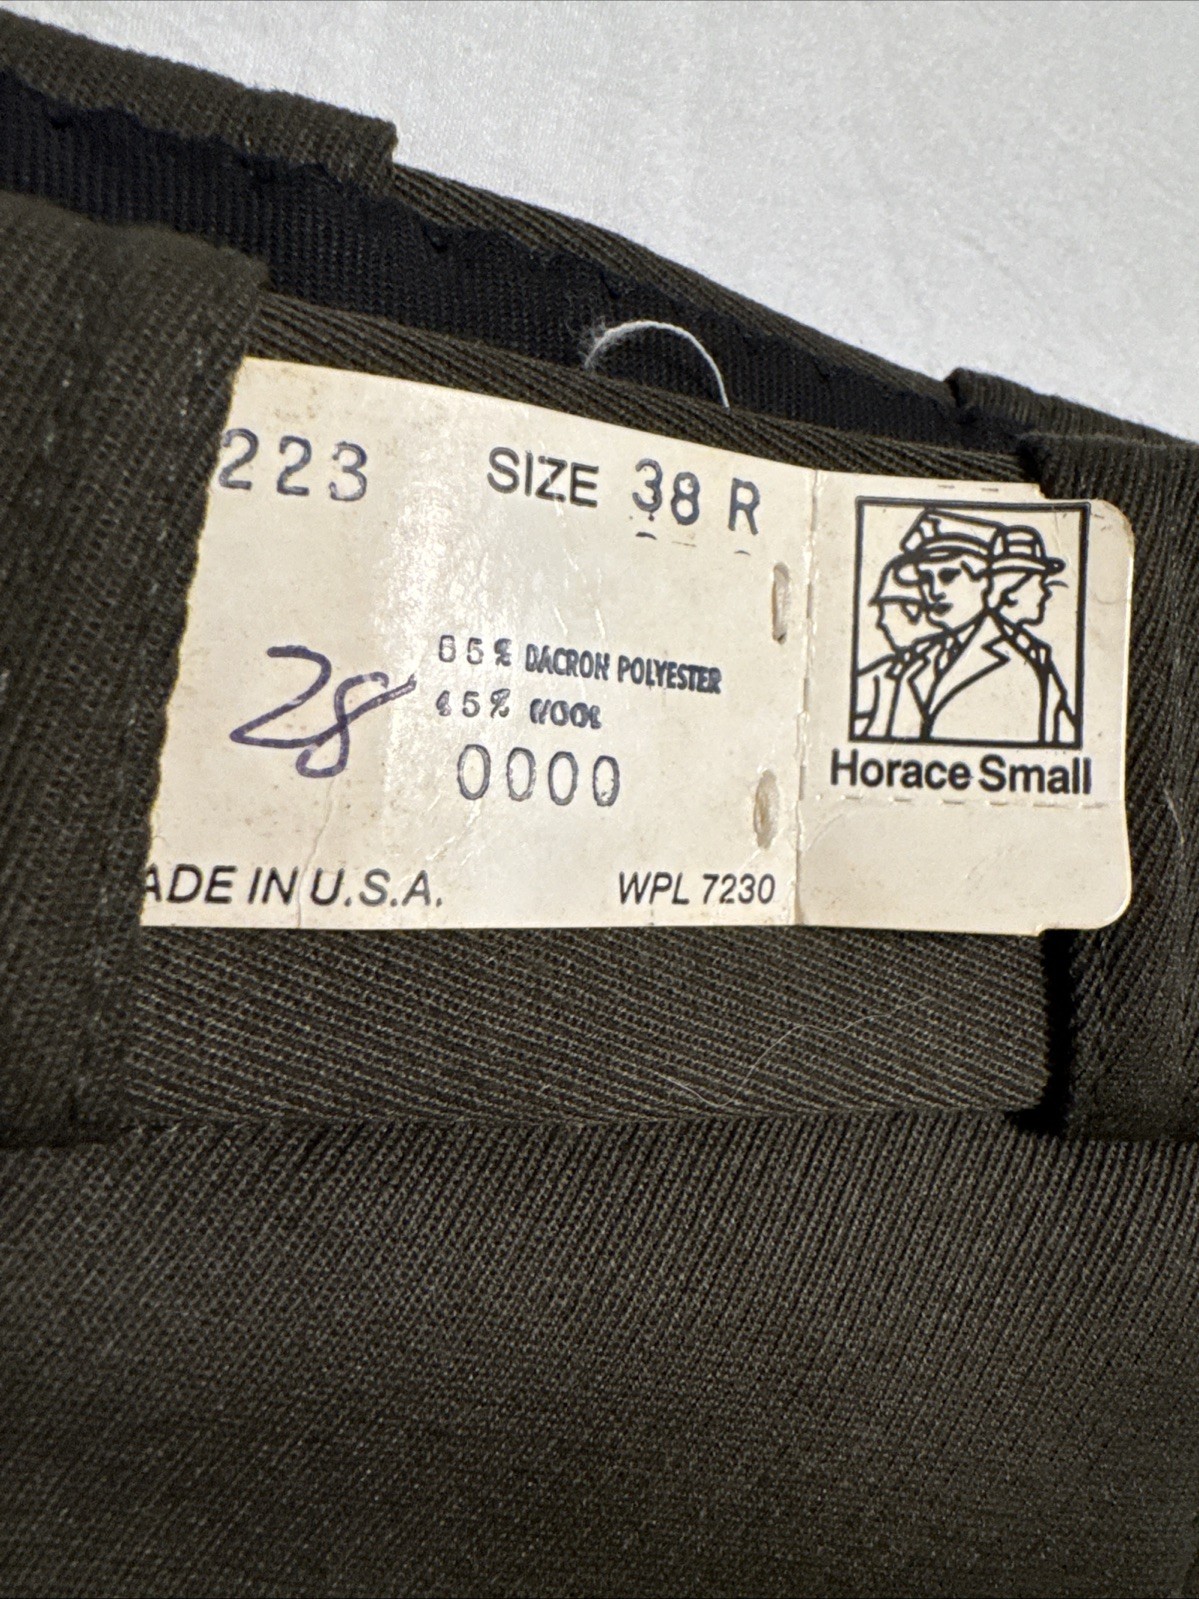 223 SIZE 38 R
28
55% DACRON POLYESTER
45% WOOL
0000
ADE IN U.S.A. WPL 7230
Horace Small